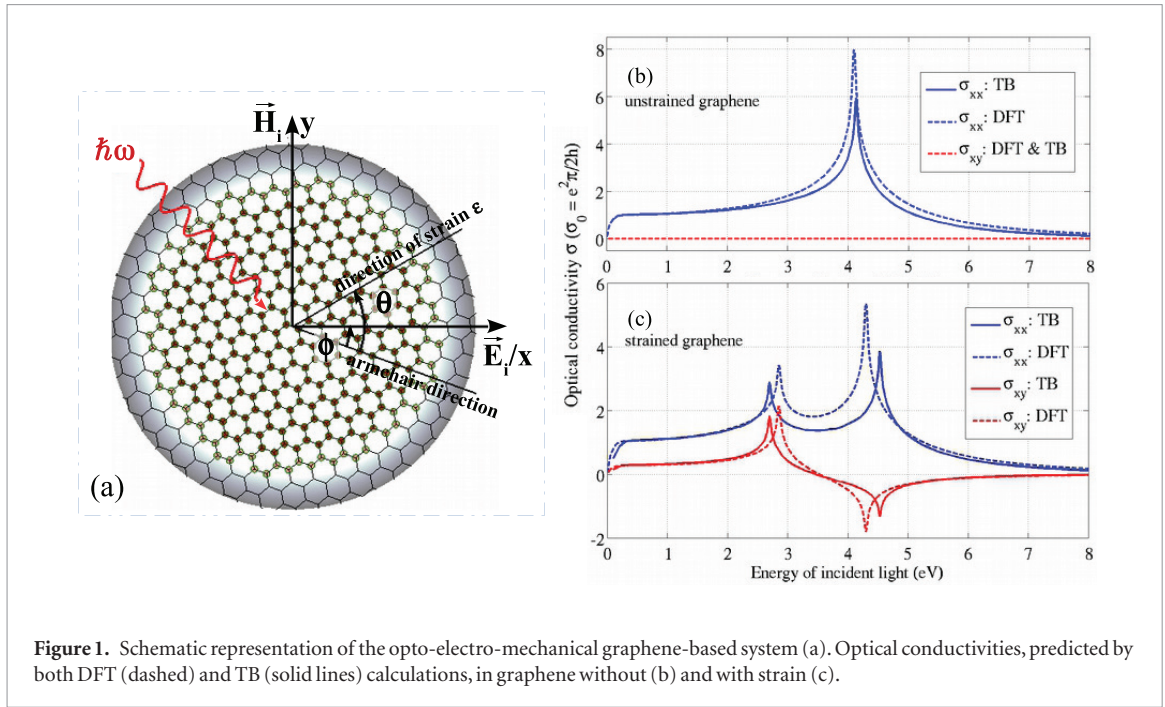 H⃗ᵢ y
ħω
direction of strain ε
θ
ϕ
E⃗ᵢ/x
armchair direction
(a)
Optical conductivity σ (σ₀ = e²π/2h)
(b)
unstrained graphene
σxx: TB
σxx: DFT
σxy: DFT & TB
8
6
4
2
0
0 1 2 3 4 5 6 7 8
(c)
strained graphene
σxx: TB
σxx: DFT
σxy: TB
σxy: DFT
6
4
2
0
-2
0 1 2 3 4 5 6 7 8
Energy of incident light (eV)
Figure 1. Schematic representation of the opto-electro-mechanical graphene-based system (a). Optical conductivities, predicted by
both DFT (dashed) and TB (solid lines) calculations, in graphene without (b) and with strain (c).